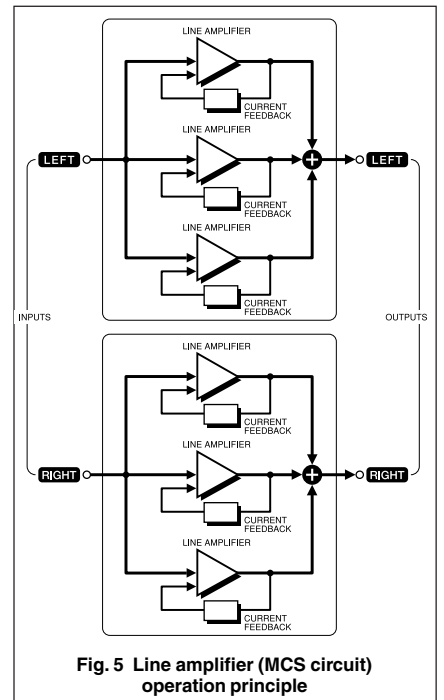 LINE AMPLIFIER
CURRENT
FEEDBACK
LINE AMPLIFIER
LEFT
LEFT
CURRENT
FEEDBACK
LINE AMPLIFIER
CURRENT
FEEDBACK
INPUTS
OUTPUTS
LINE AMPLIFIER
CURRENT
FEEDBACK
LINE AMPLIFIER
RIGHT
RIGHT
CURRENT
FEEDBACK
LINE AMPLIFIER
CURRENT
FEEDBACK
Fig. 5 Line amplifier (MCS circuit)
operation principle